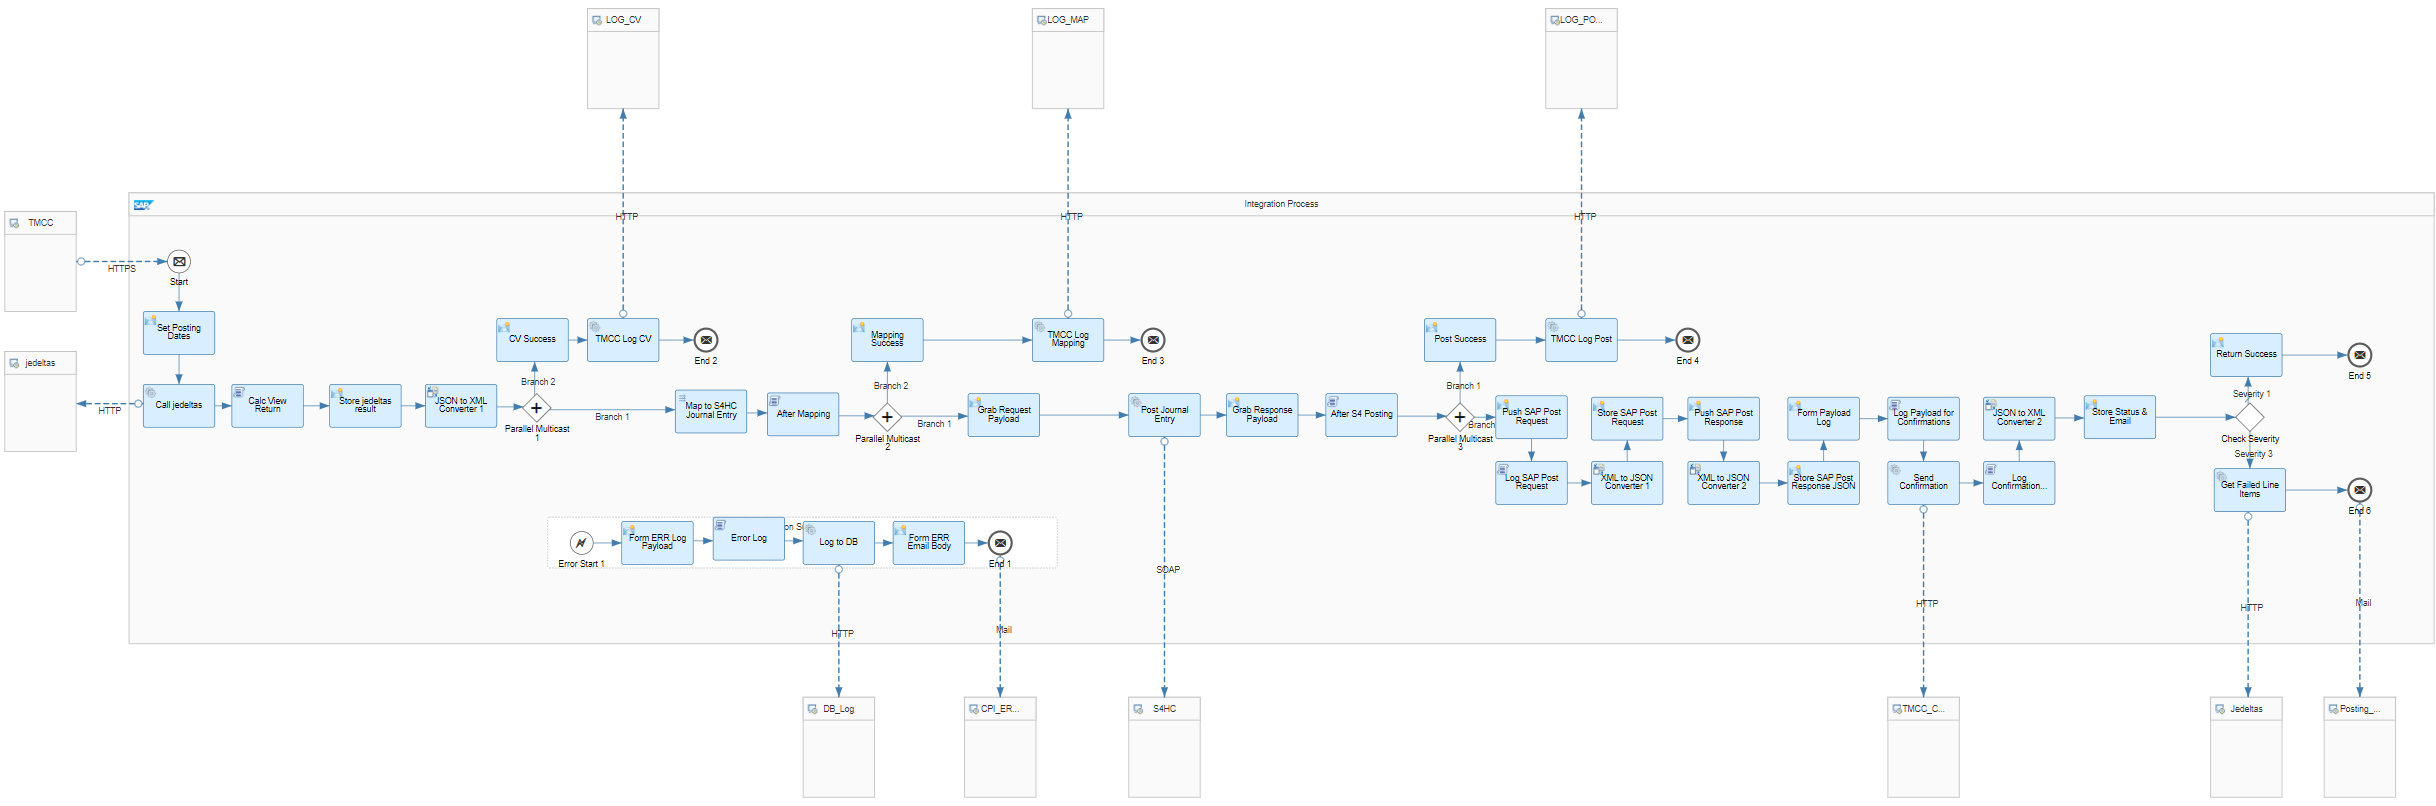 LOG_CV
LOG_MAP
LOG_PO...
SAP
Integration Process
TMCC
HTTP
HTTP
HTTP
HTTPS
Start
Set Posting
Dates
jedeltas
HTTP
Call jedeltas
Calc View
Return
Store jedeltas
result
JSON to XML
Converter 1
CV Success
TMCC Log CV
End 2
Branch 2
Parallel Multicast
1
Branch 1
Map to S4HC
Journal Entry
After Mapping
Mapping
Success
TMCC Log
Mapping
End 3
Branch 2
Parallel Multicast
2
Branch 1
Grab Request
Payload
Post Journal
Entry
Grab Response
Payload
After S4 Posting
Post Success
TMCC Log Post
End 4
Branch 1
Parallel Multicast
3
Branch
Push SAP Post
Request
Log SAP Post
Request
Store SAP Post
Request
XML to JSON
Converter 1
Push SAP Post
Response
XML to JSON
Converter 2
Form Payload
Log
Store SAP Post
Response JSON
Log Payload for
Confirmations
Send
Confirmation
JSON to XML
Converter 2
Log
Confirmation...
Store Status &
Email
Return Success
End 5
Severity 1
Check Severity
Severity 3
Get Failed Line
Items
End 6
Error Start 1
Form ERR Log
Payload
Error Log
Log to DB
Form ERR
Email Body
End 1
SOAP
HTTP
Mail
HTTP
HTTP
Mail
DB_Log
CPI_ER...
S4HC
TMCC_C...
Jedeltas
Posting_...